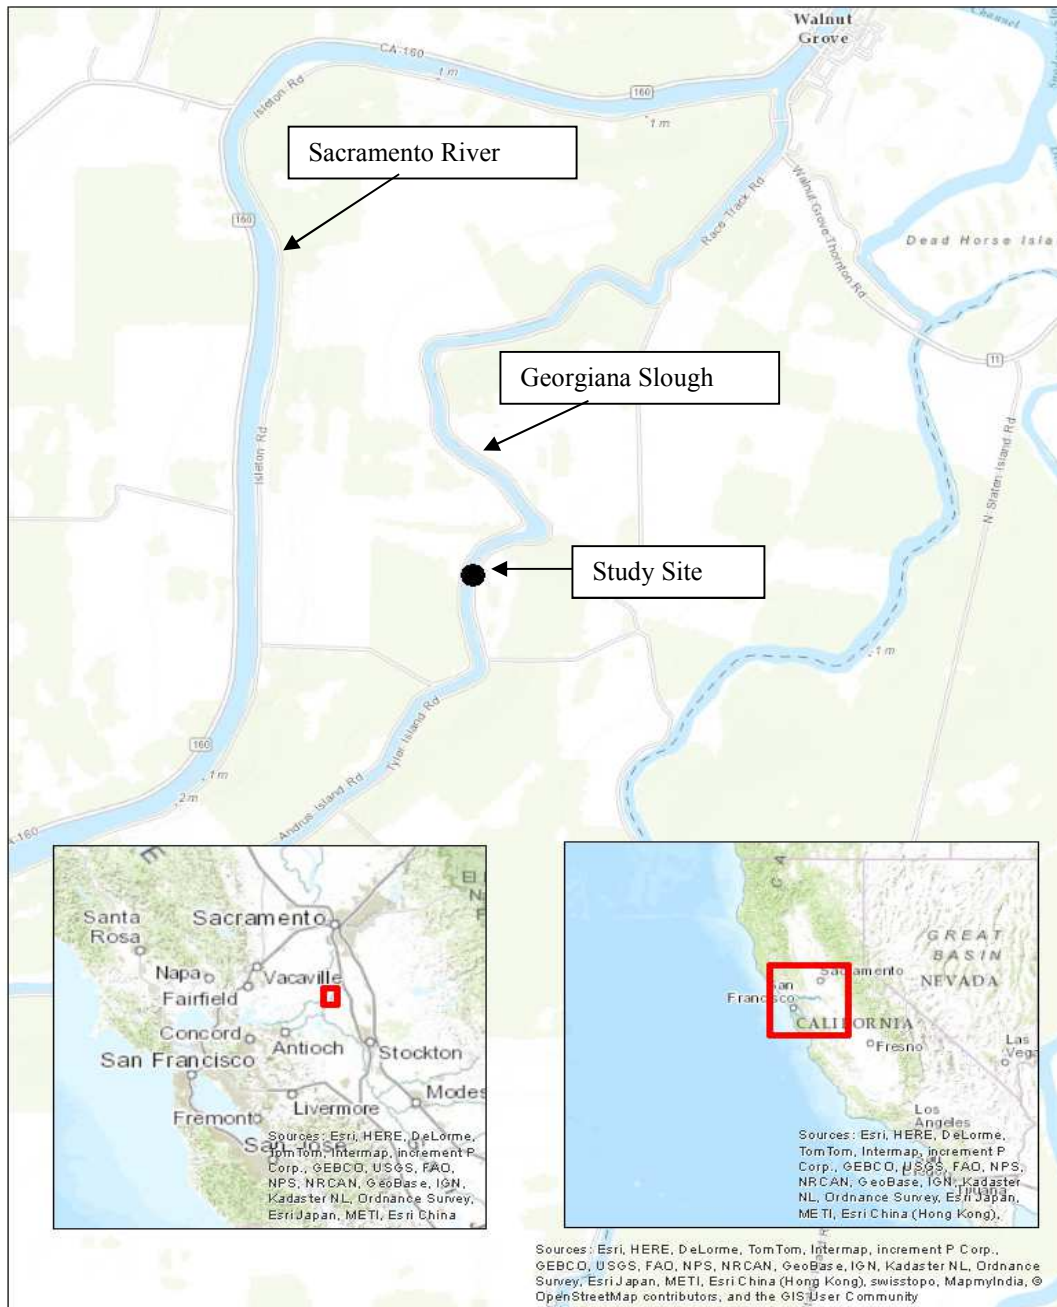 Walnut
Grove
Channel
CA-160
1 m
160
1 m
Isleton Rd
Sacramento River
Race Track Rd
Walnut Grove-Thornton Rd
160
Dead Horse Isla
11
Georgiana Slough
Isleton Rd
N Staten Island Rd
Study Site
1 m
Tyler Island Rd
160
1 m
2 m
Andrus Island Rd
CA-160
E
Santa
Rosa
Sacramento
El
Napa
Vacaville
Fairfield
Concord
Antioch
San Francisco
Stockton
Livermore
Modes
Fremont
San Jose
Sources: Esri, HERE, DeLorme,
TomTom, Intermap, increment P
Corp., GEBCO, USGS, FAO,
NPS, NRCAN, GeoBase, IGN,
Kadaster NL, Ordnance Survey,
Esri Japan, METI, Esri China
C A
GREAT
BASIN
NEVADA
Sacramento
San
Francisco
CALIFORNIA
Fresno
Las
Vega
Los
Angeles
San
Tijuana
Sources: Esri, HERE, DeLorme,
TomTom, Intermap, increment P
Corp., GEBCO, USGS, FAO, NPS,
NRCAN, GeoBase, IGN, Kadaster
NL, Ordnance Survey, Esri Japan,
METI, Esri China (Hong Kong),
Sources: Esri, HERE, DeLorme, TomTom, Intermap, increment P Corp.,
GEBCO, USGS, FAO, NPS, NRCAN, GeoBase, IGN, Kadaster NL, Ordnance
Survey, Esri Japan, METI, Esri China (Hong Kong), swisstopo, MapmyIndia, ©
OpenStreetMap contributors, and the GIS User Community